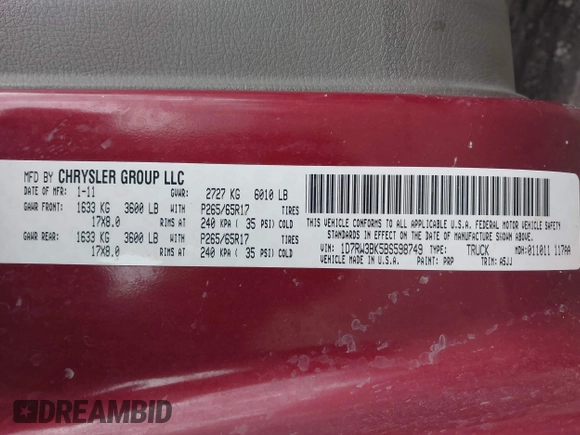 MFD BY CHRYSLER GROUP LLC
DATE OF MFR: 1-11 GVWR: 2727 KG 6010 LB
GAWR FRONT: 1633 KG 3600 LB WITH P265/65R17 TIRES
17X8.0 RIMS AT 240 KPA ( 35 PSI) COLD
GAWR REAR: 1633 KG 3600 LB WITH P265/65R17 TIRES
17X8.0 RIMS AT 240 KPA ( 35 PSI) COLD
THIS VEHICLE CONFORMS TO ALL APPLICABLE U.S.A. FEDERAL MOTOR VEHICLE SAFETY
STANDARDS IN EFFECT ON THE DATE OF MANUFACTURE SHOWN ABOVE.
VIN: 1D7RW3BK5BS598749 TYPE: TRUCK MDH: 011011 117AA
VEHICLE MADE IN U.S.A. PAINT: PRP TRIM: A5JJ
DREAMBID